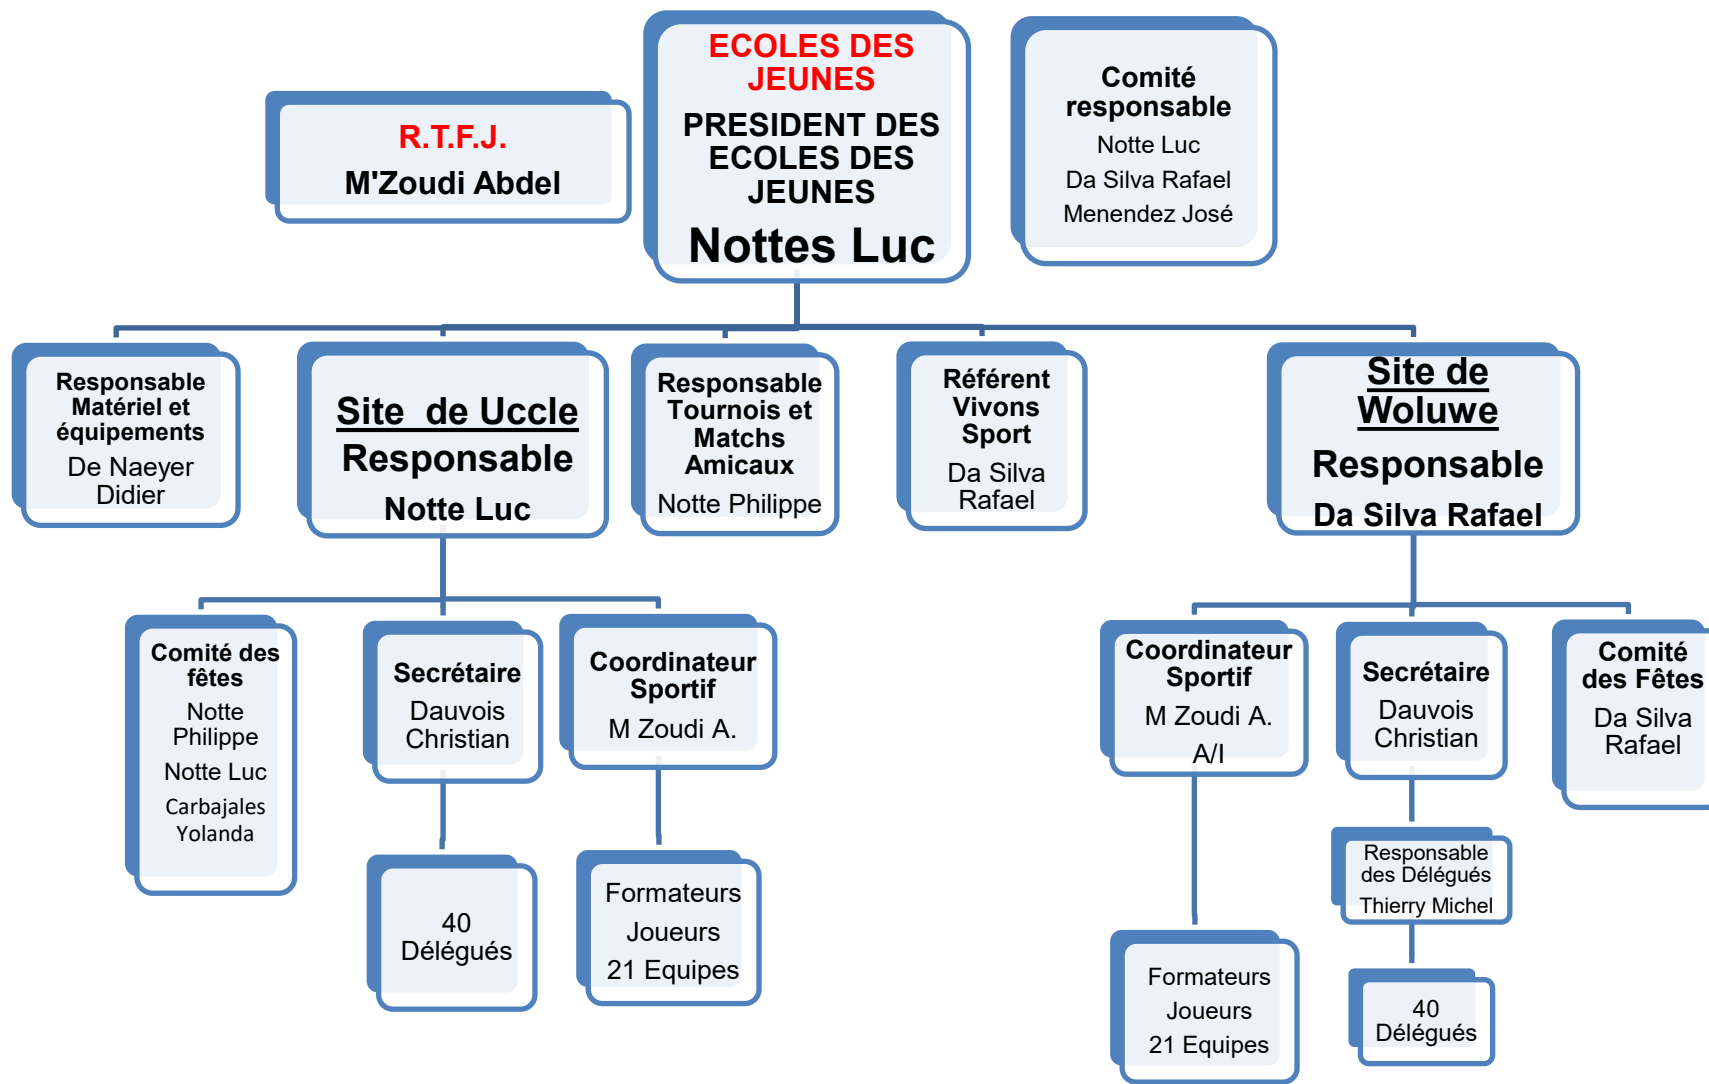 ECOLES DES
JEUNES
PRESIDENT DES
ECOLES DES
JEUNES
Nottes Luc
R.T.F.J.
M'Zoudi Abdel
Comité
responsable
Notte Luc
Da Silva Rafael
Menendez José
Responsable
Matériel et
équipements
De Naeyer
Didier
Site de Uccle
Responsable
Notte Luc
Responsable
Tournois et
Matchs
Amicaux
Notte Philippe
Référent
Vivons
Sport
Da Silva
Rafael
Site de
Woluwe
Responsable
Da Silva Rafael
Comité des
fêtes
Notte
Philippe
Notte Luc
Carbajales
Yolanda
Secrétaire
Dauvois
Christian
Coordinateur
Sportif
M Zoudi A.
40
Délégués
Formateurs
Joueurs
21 Equipes
Coordinateur
Sportif
M Zoudi A.
A/I
Secrétaire
Dauvois
Christian
Comité
des Fêtes
Da Silva
Rafael
Responsable
des Délégués
Thierry Michel
Formateurs
Joueurs
21 Equipes
40
Délégués